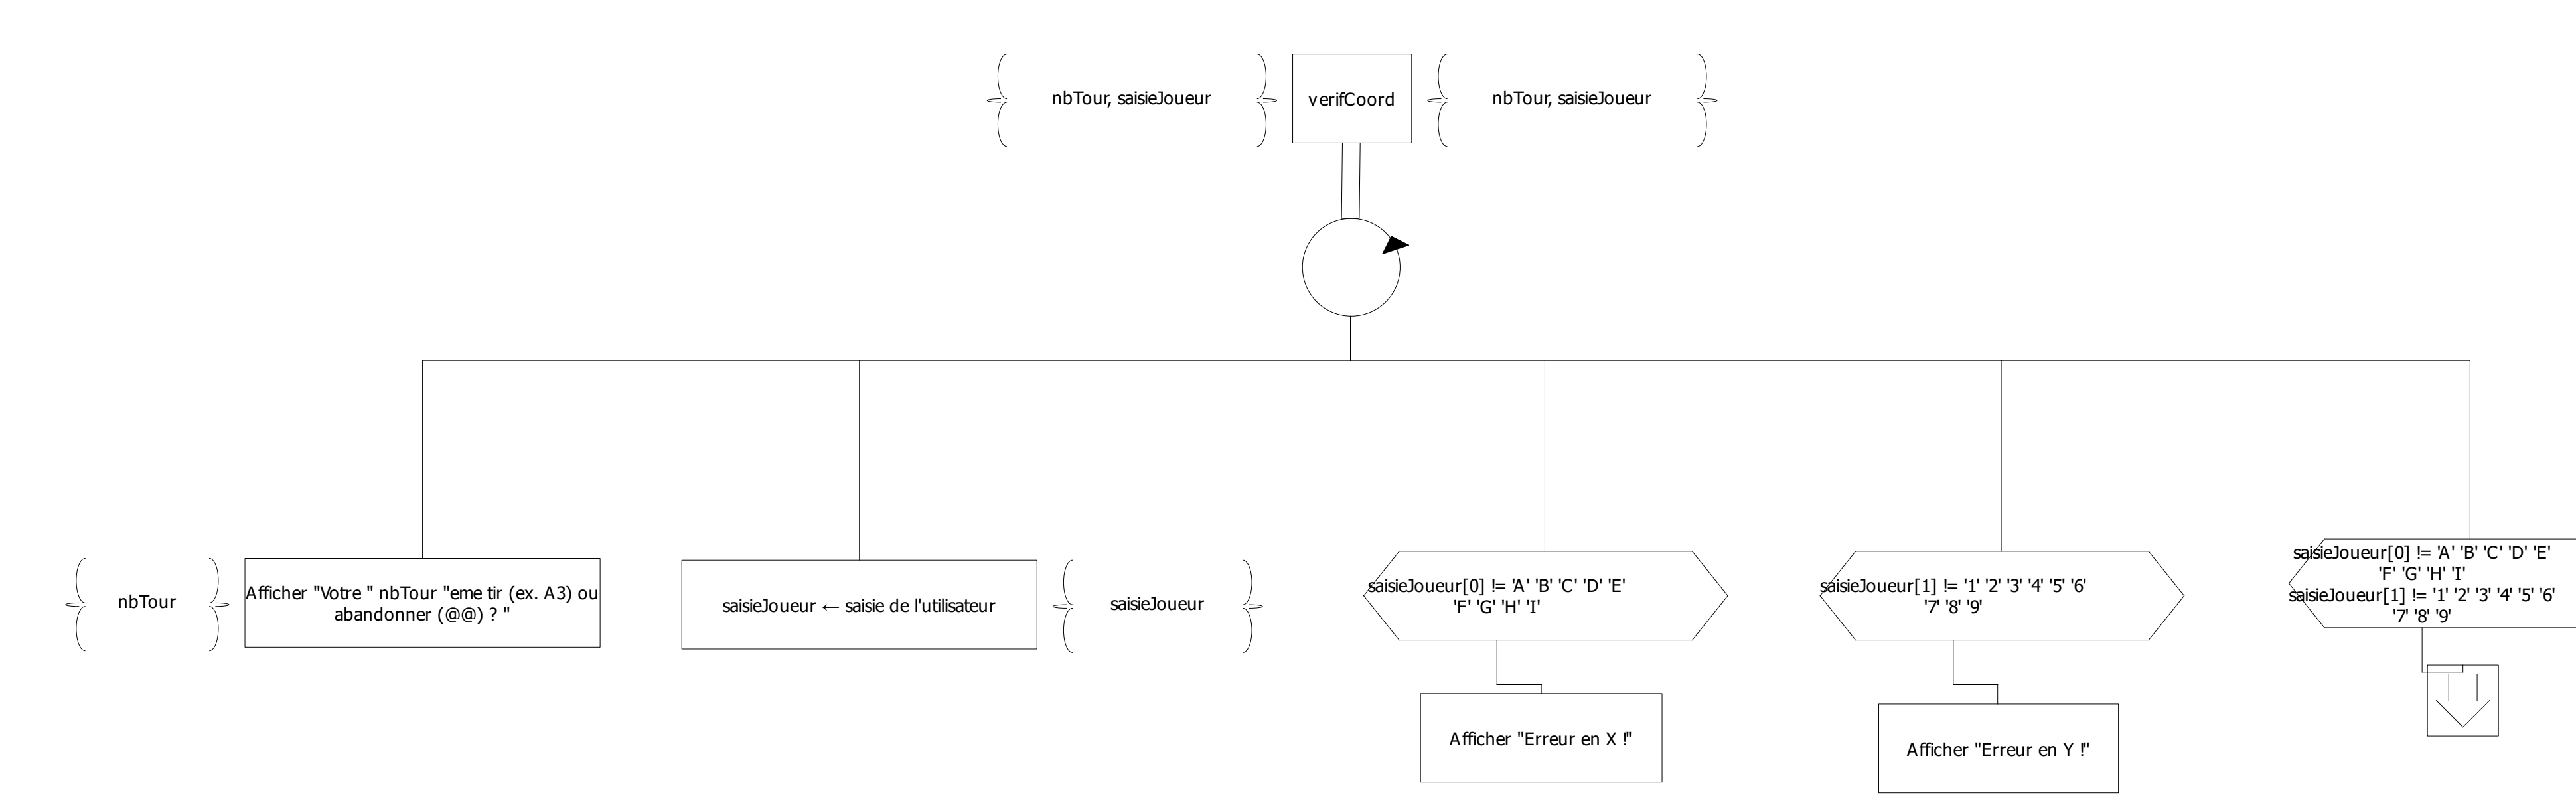 nbTour, saisieJoueur
verifCoord
nbTour, saisieJoueur
nbTour
Afficher "Votre " nbTour "eme tir (ex. A3) ou
abandonner (@@) ? "
saisieJoueur ← saisie de l'utilisateur
saisieJoueur
saisieJoueur[0] != 'A' 'B' 'C' 'D' 'E'
'F' 'G' 'H' 'I'
Afficher "Erreur en X !"
saisieJoueur[1] != '1' '2' '3' '4' '5' '6'
'7' '8' '9'
Afficher "Erreur en Y !"
saisieJoueur[0] != 'A' 'B' 'C' 'D' 'E'
'F' 'G' 'H' 'I'
saisieJoueur[1] != '1' '2' '3' '4' '5' '6'
'7' '8' '9'